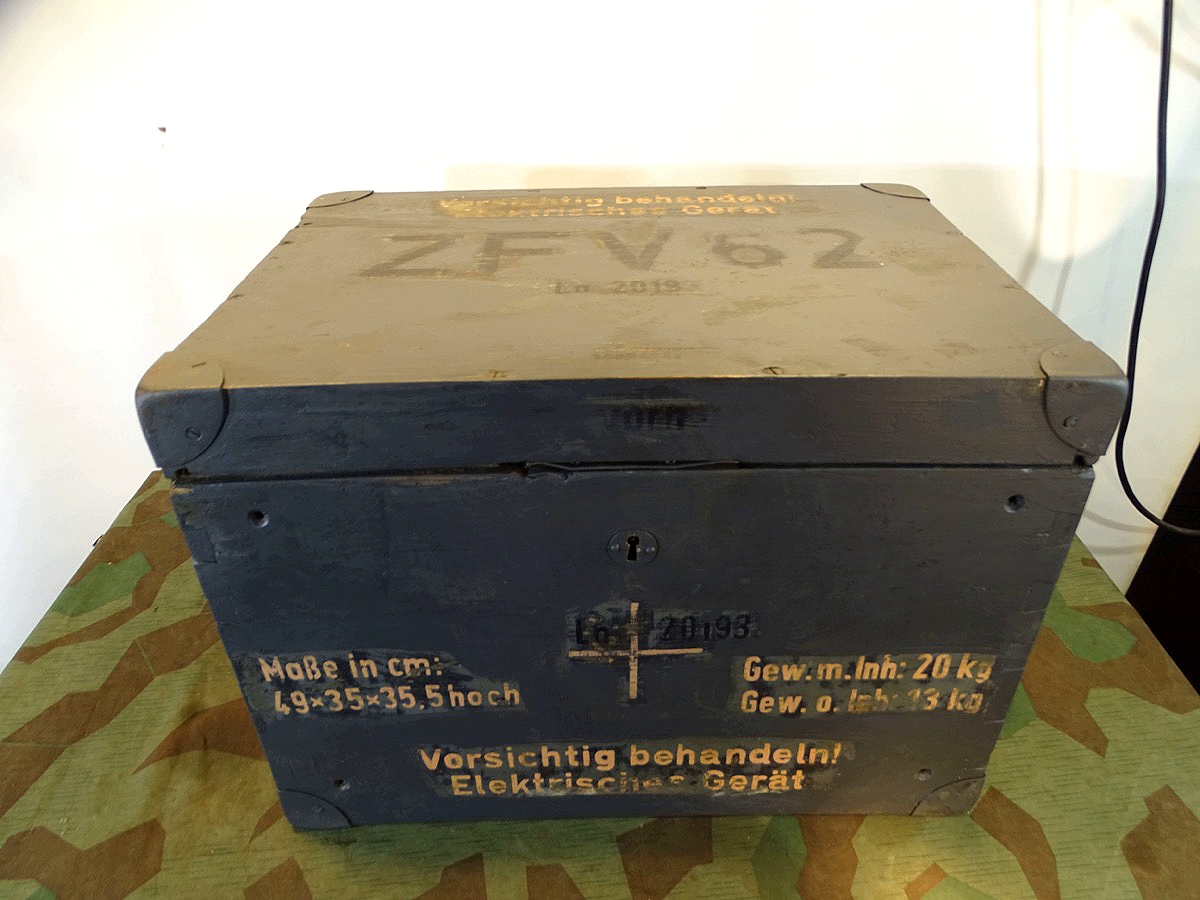 Vorsichtig behandeln!
Elektrisches Gerät
ZFV 62
Ln 20193
Ln 20193
Maße in cm:
49×35×35,5 hoch
Gew. m. Inh: 20 kg
Gew. o. Inh: 13 kg
Vorsichtig behandeln!
Elektrisches Gerät